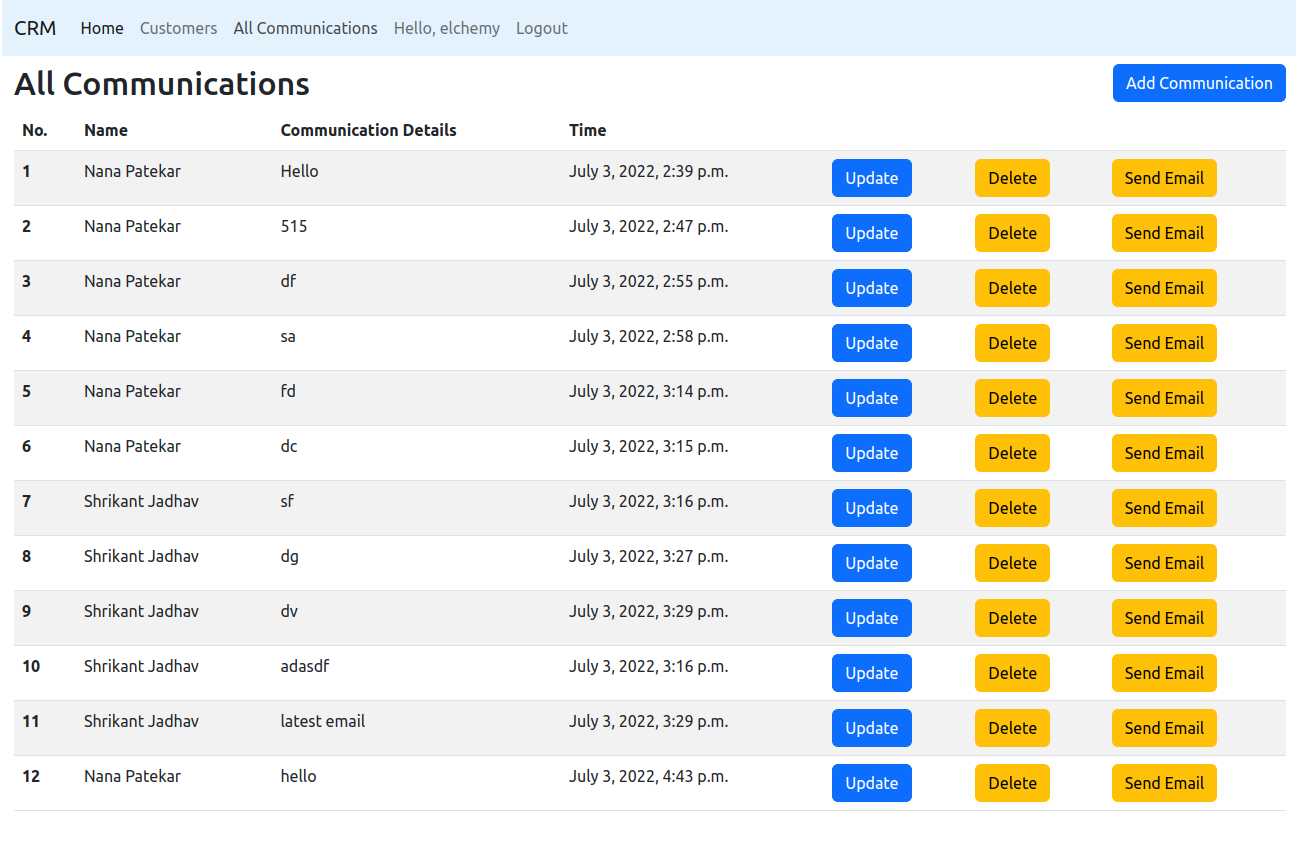 CRM Home Customers All Communications Hello, elchemy Logout
All Communications Add Communication
No. Name Communication Details Time
1 Nana Patekar Hello July 3, 2022, 2:39 p.m. Update Delete Send Email
2 Nana Patekar 515 July 3, 2022, 2:47 p.m. Update Delete Send Email
3 Nana Patekar df July 3, 2022, 2:55 p.m. Update Delete Send Email
4 Nana Patekar sa July 3, 2022, 2:58 p.m. Update Delete Send Email
5 Nana Patekar fd July 3, 2022, 3:14 p.m. Update Delete Send Email
6 Nana Patekar dc July 3, 2022, 3:15 p.m. Update Delete Send Email
7 Shrikant Jadhav sf July 3, 2022, 3:16 p.m. Update Delete Send Email
8 Shrikant Jadhav dg July 3, 2022, 3:27 p.m. Update Delete Send Email
9 Shrikant Jadhav dv July 3, 2022, 3:29 p.m. Update Delete Send Email
10 Shrikant Jadhav adasdf July 3, 2022, 3:16 p.m. Update Delete Send Email
11 Shrikant Jadhav latest email July 3, 2022, 3:29 p.m. Update Delete Send Email
12 Nana Patekar hello July 3, 2022, 4:43 p.m. Update Delete Send Email